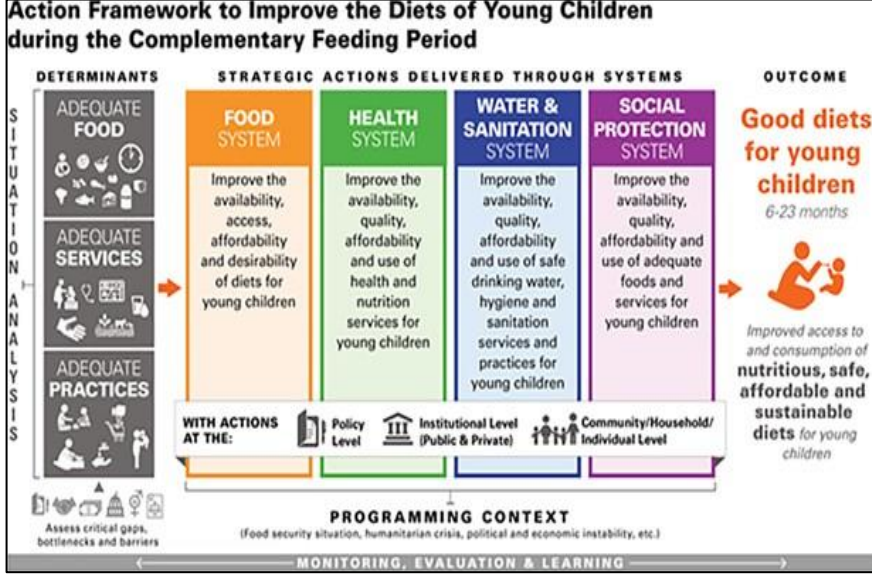 Action Framework to Improve the Diets of Young Children
during the Complementary Feeding Period
DETERMINANTS
STRATEGIC ACTIONS DELIVERED THROUGH SYSTEMS
OUTCOME
SITUATION ANALYSIS
ADEQUATE
FOOD
ADEQUATE
SERVICES
ADEQUATE
PRACTICES
Assess critical gaps,
bottlenecks and barriers
FOOD
SYSTEM
Improve the
availability,
access,
affordability
and desirability
of diets for
young children
HEALTH
SYSTEM
Improve the
availability,
quality,
affordability
and use of
health and
nutrition
services for
young children
WATER &
SANITATION
SYSTEM
Improve the
availability,
quality,
affordability
and use of safe
drinking water,
hygiene and
sanitation
services and
practices for
young children
SOCIAL
PROTECTION
SYSTEM
Improve the
availability,
quality,
affordability and
use of adequate
foods and
services for
young children
WITH ACTIONS
AT THE:
Policy
Level
Institutional Level
(Public & Private)
Community/Household/
Individual Level
Good diets
for young
children
6-23 months
Improved access to
and consumption of
nutritious, safe,
affordable and
sustainable
diets for young
children
PROGRAMMING CONTEXT
(Food security situation, humanitarian crisis, political and economic instability, etc.)
MONITORING, EVALUATION & LEARNING